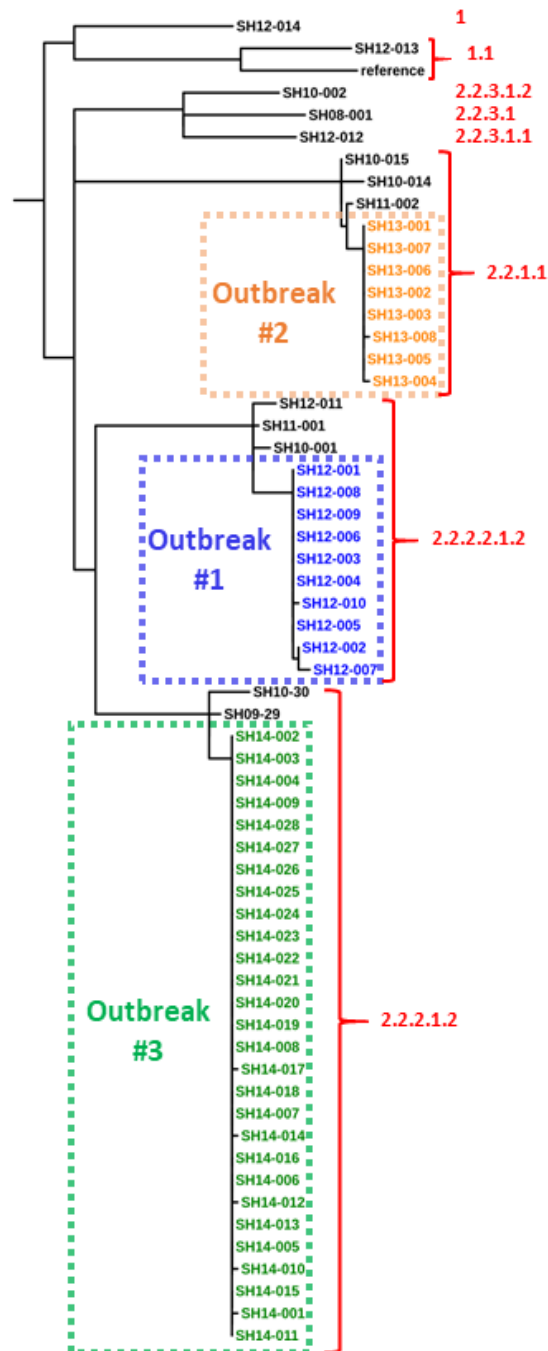 SH12-014 1
SH12-013
1.1
reference
SH10-002 2.2.3.1.2
SH08-001 2.2.3.1
SH12-012 2.2.3.1.1
SH10-015
SH10-014
SH11-002
SH13-001
SH13-007
SH13-006
2.2.1.1
SH13-002
Outbreak
#2
SH13-003
SH13-008
SH13-005
SH13-004
SH12-011
SH11-001
SH10-001
SH12-001
SH12-008
SH12-009
SH12-006
2.2.2.2.1.2
Outbreak
#1
SH12-003
SH12-004
SH12-010
SH12-005
SH12-002
SH12-007
SH10-30
SH09-29
SH14-002
SH14-003
SH14-004
SH14-009
SH14-028
SH14-027
SH14-026
SH14-025
SH14-024
SH14-023
SH14-022
SH14-021
SH14-020
Outbreak
#3
SH14-019
2.2.2.1.2
SH14-008
SH14-017
SH14-018
SH14-007
SH14-014
SH14-016
SH14-006
SH14-012
SH14-013
SH14-005
SH14-010
SH14-015
SH14-001
SH14-011